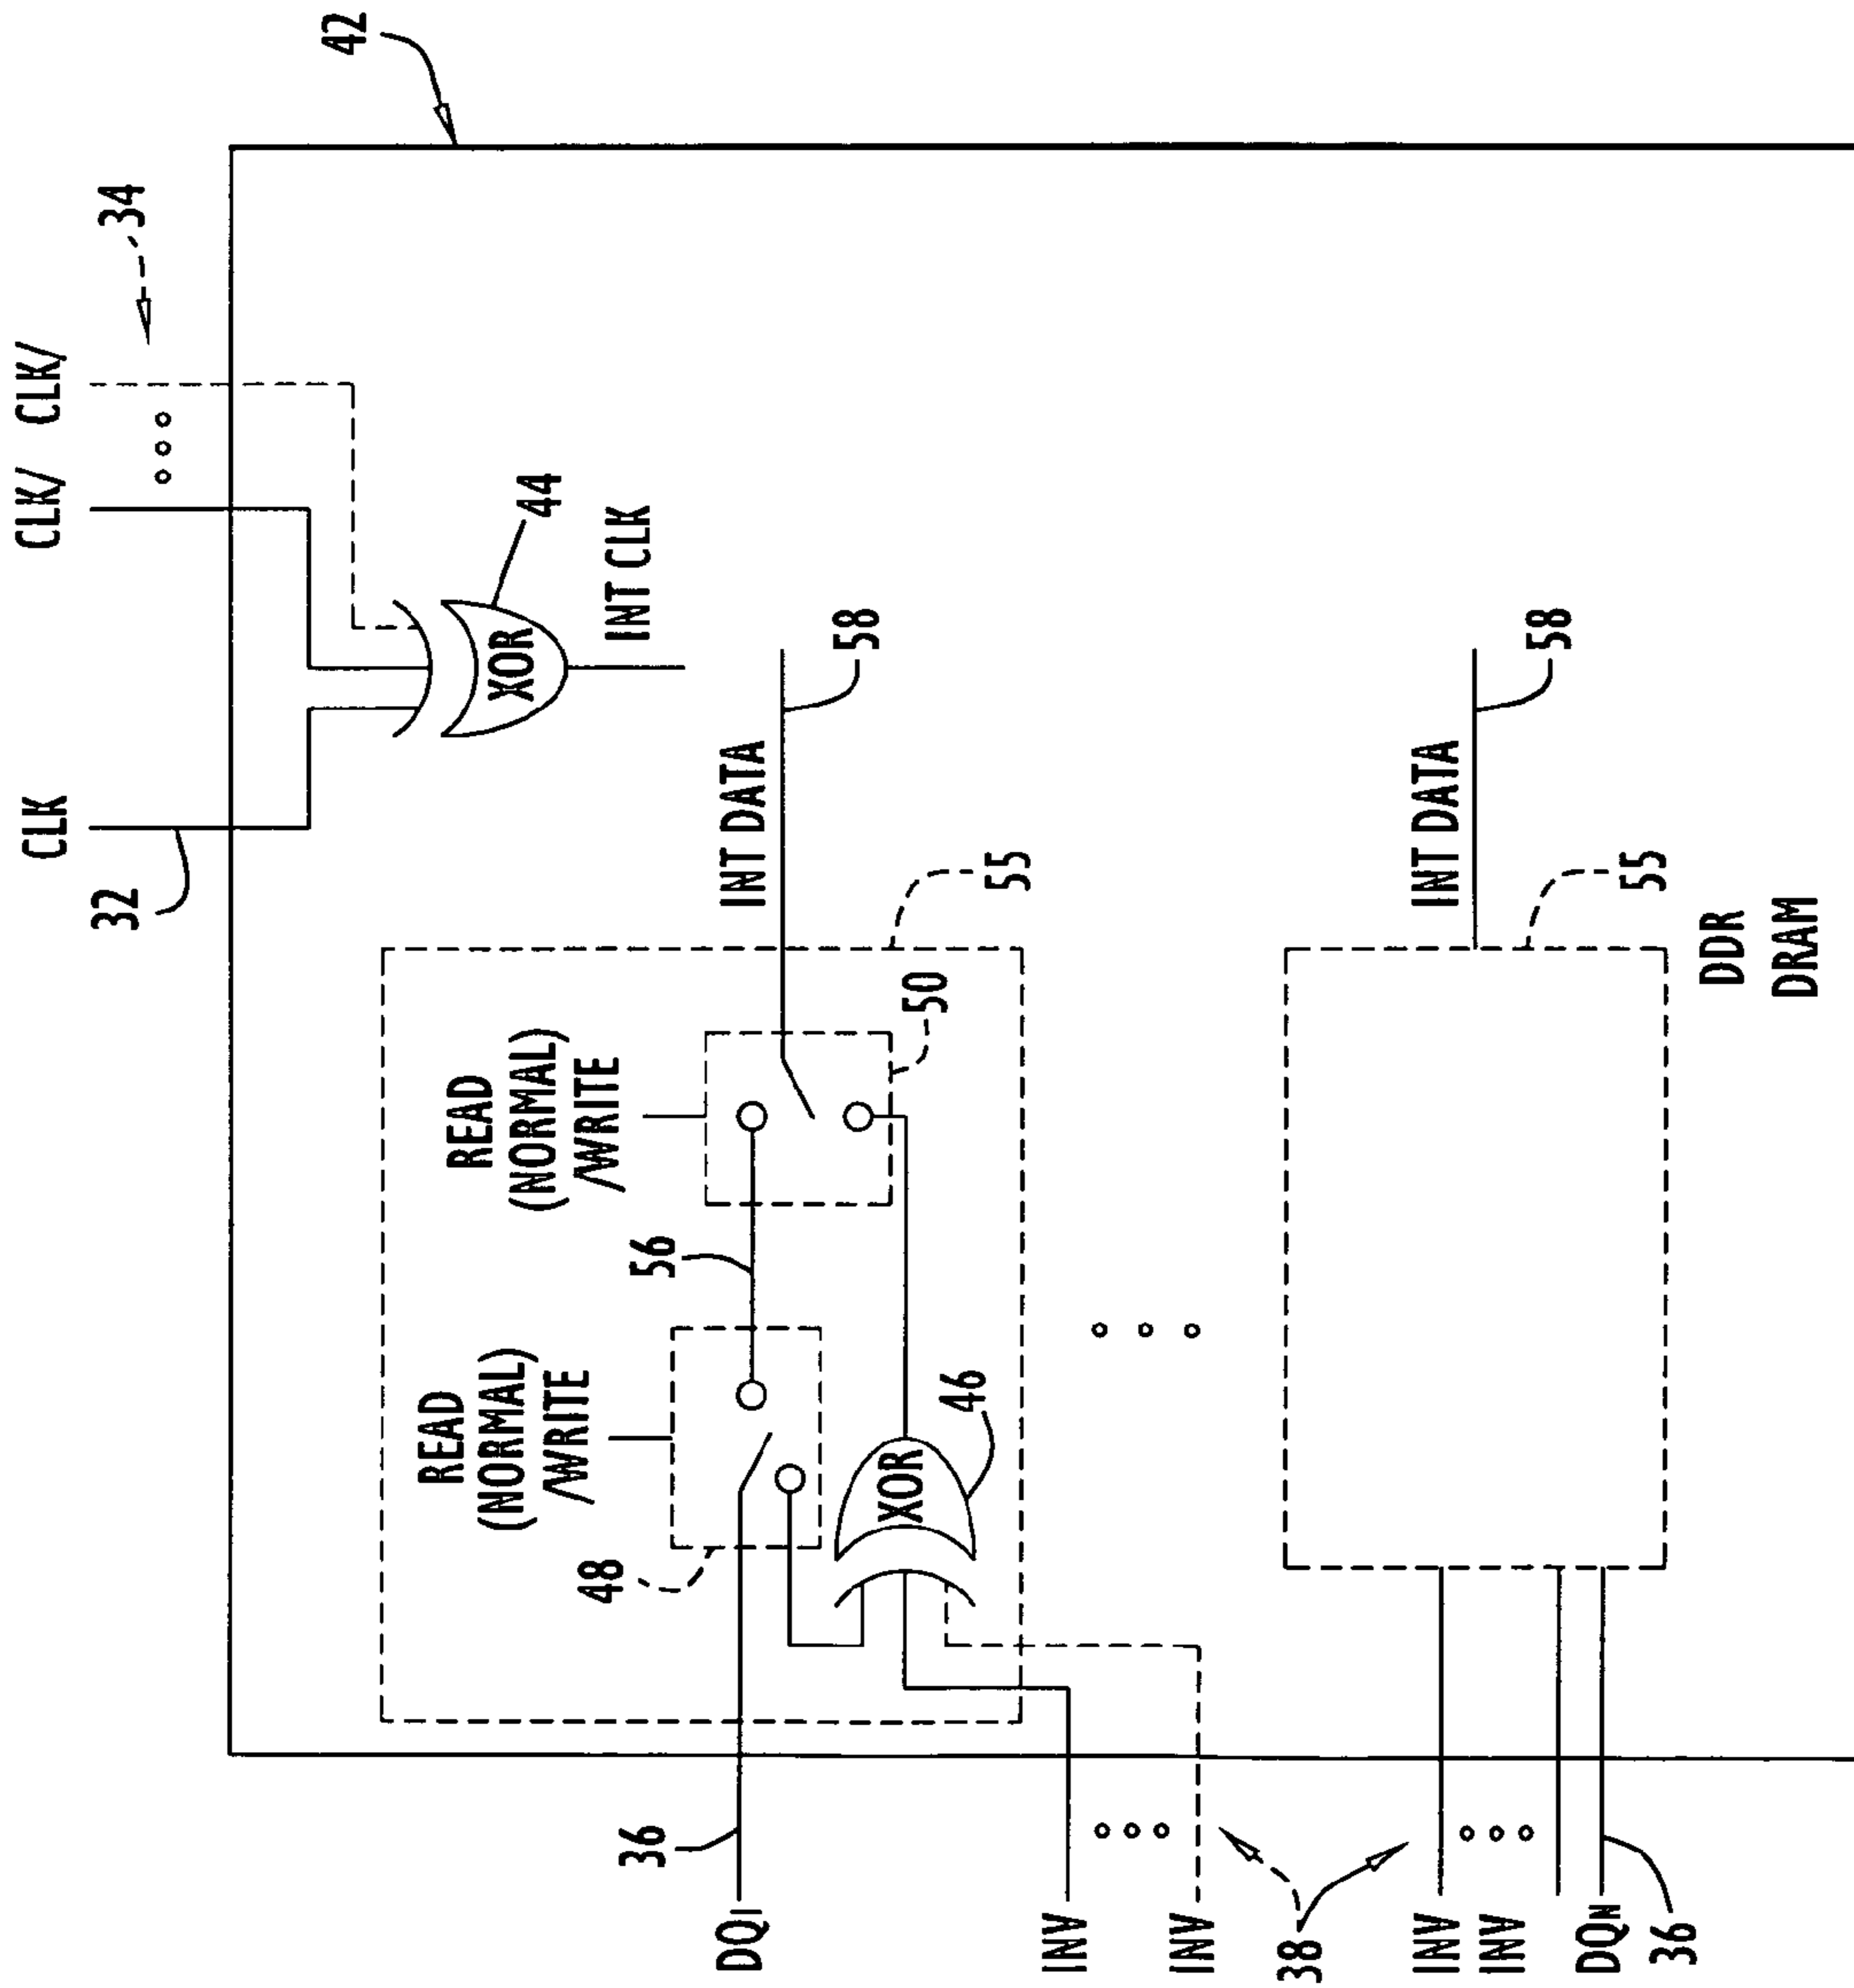 42
34
CLK
CLK/
CLK/
32
XOR
44
INT CLK
READ
(NORMAL)
/WRITE
READ
(NORMAL)
/WRITE
INT DATA
58
36
48
56
50
55
DQ1
XOR
46
INV
INV
38
INV
INV
DQN
36
INT DATA
58
55
DDR
DRAM